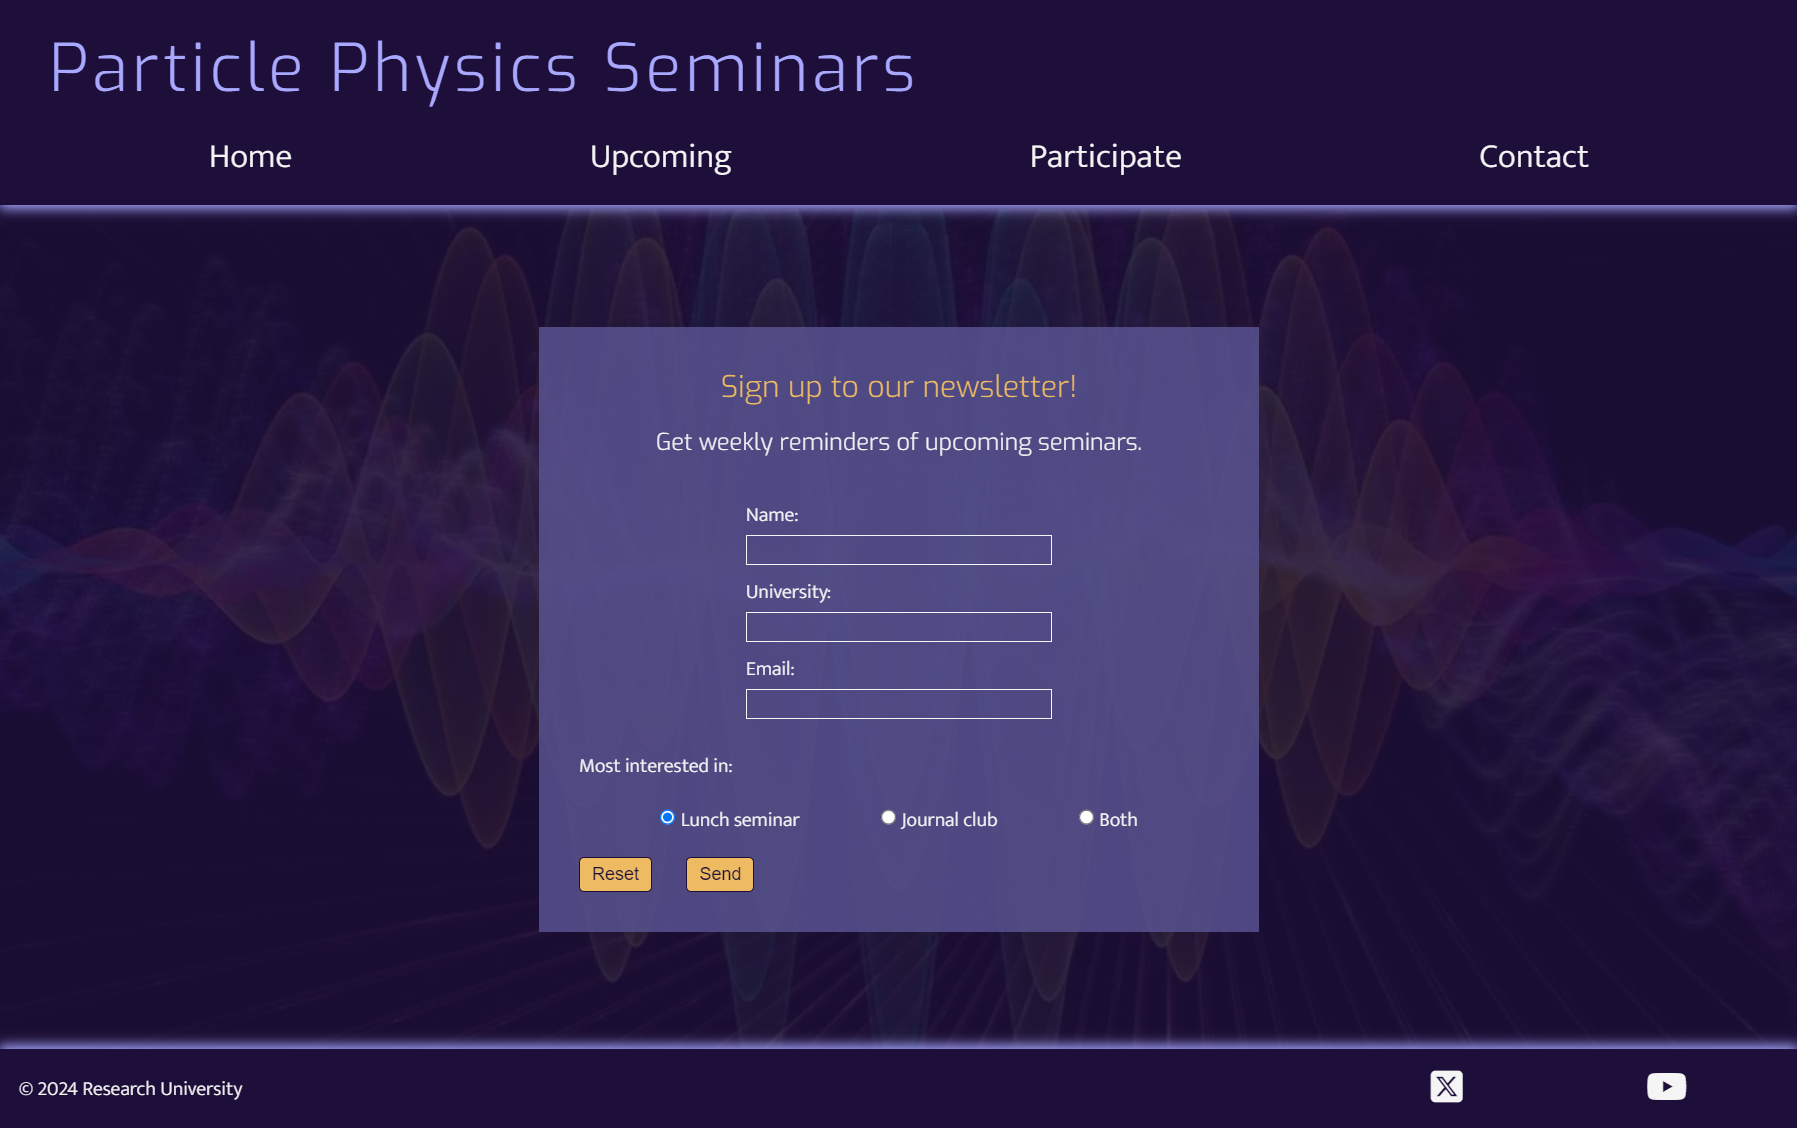 Particle Physics Seminars
Home Upcoming Participate Contact
Sign up to our newsletter!
Get weekly reminders of upcoming seminars.
Name:
University:
Email:
Most interested in:
Lunch seminar Journal club Both
Reset Send
© 2024 Research University